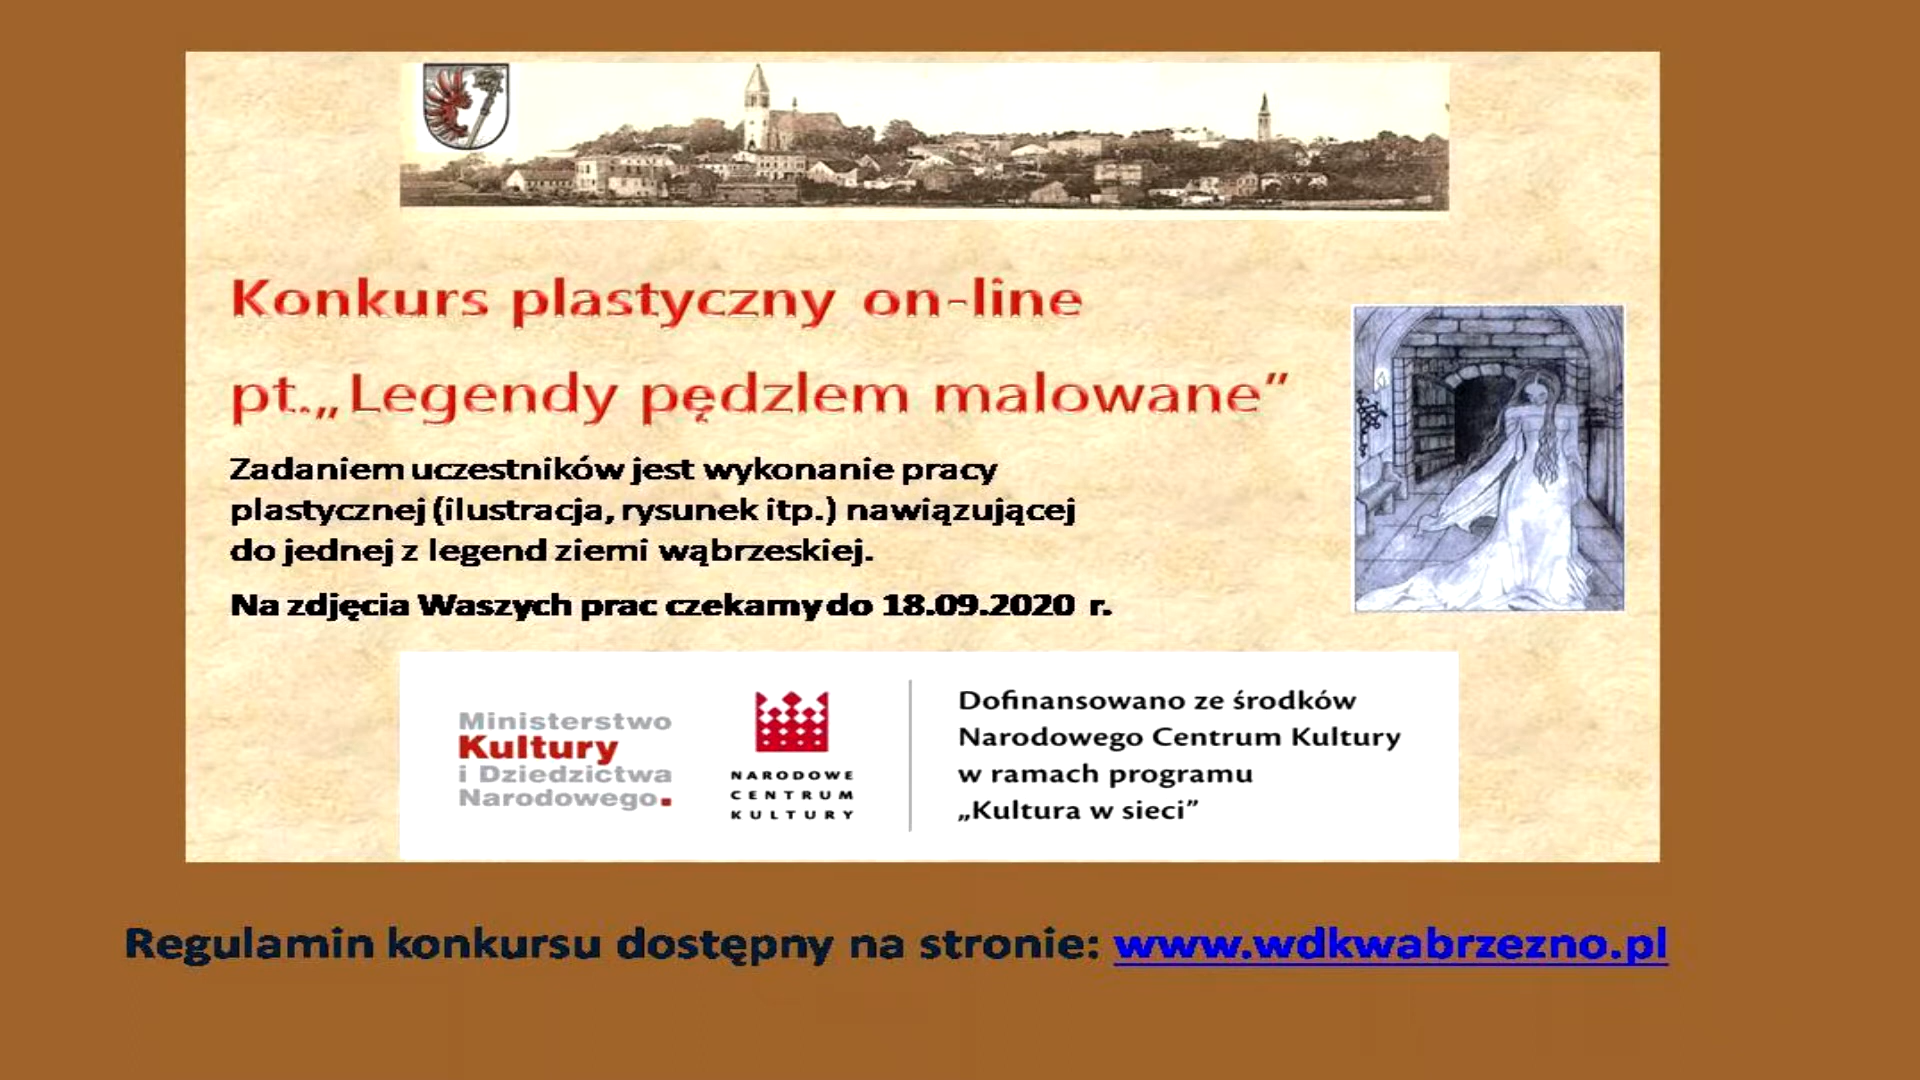 Konkurs plastyczny on-line
pt.„Legendy pędzlem malowane”
Zadaniem uczestników jest wykonanie pracy
plastycznej (ilustracja, rysunek itp.) nawiązującej
do jednej z legend ziemi wąbrzeskiej.
Na zdjęcia Waszych prac czekamy do 18.09.2020 r.
Ministerstwo
Kultury
i Dziedzictwa
Narodowego.
NARODOWE
CENTRUM
KULTURY
Dofinansowano ze środków
Narodowego Centrum Kultury
w ramach programu
„Kultura w sieci”
Regulamin konkursu dostępny na stronie: www.wdkwabrzezno.pl